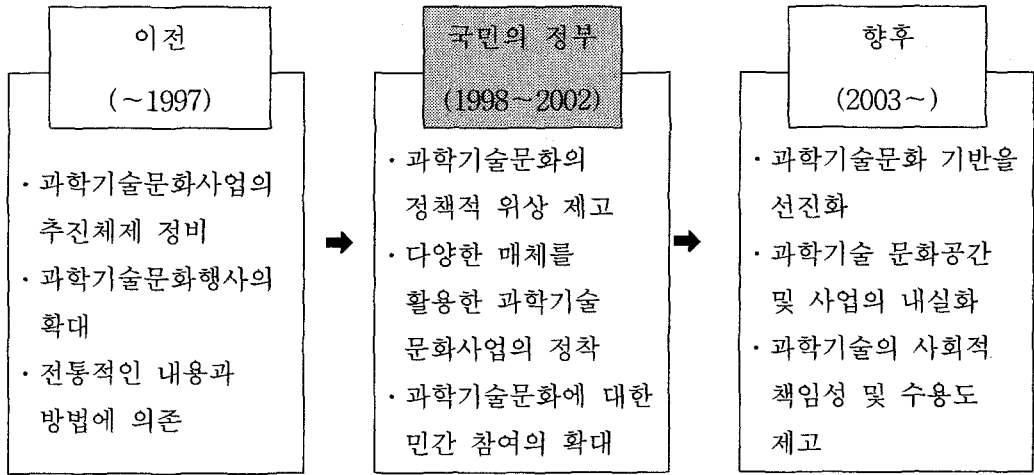 이전
(~1997)
· 과학기술문화사업의
추진체제 정비
· 과학기술문화행사의
확대
· 전통적인 내용과
방법에 의존
국민의 정부
(1998~2002)
· 과학기술문화의
정책적 위상 제고
· 다양한 매체를
활용한 과학기술
문화사업의 정착
· 과학기술문화에 대한
민간 참여의 확대
향후
(2003~)
· 과학기술문화 기반을
선진화
· 과학기술 문화공간
및 사업의 내실화
· 과학기술의 사회적
책임성 및 수용도
제고